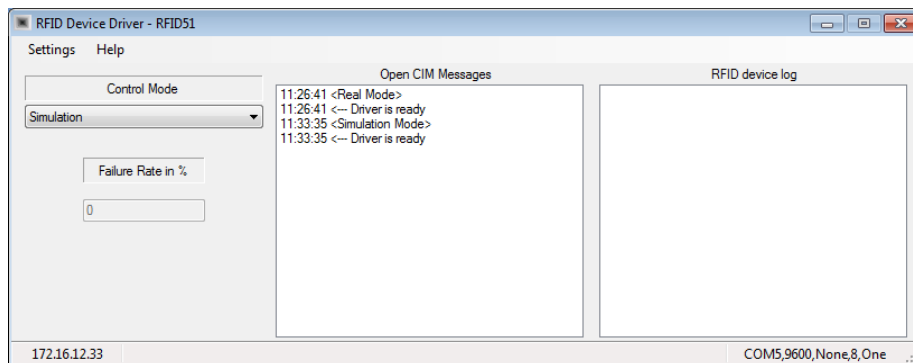 RFID Device Driver - RFID51
Settings Help
Control Mode
Simulation
Failure Rate in %
0
Open CIM Messages
11:26:41 <Real Mode>
11:26:41 <--- Driver is ready
11:33:35 <Simulation Mode>
11:33:35 <--- Driver is ready
RFID device log
172.16.12.33
COM5,9600,None,8,One